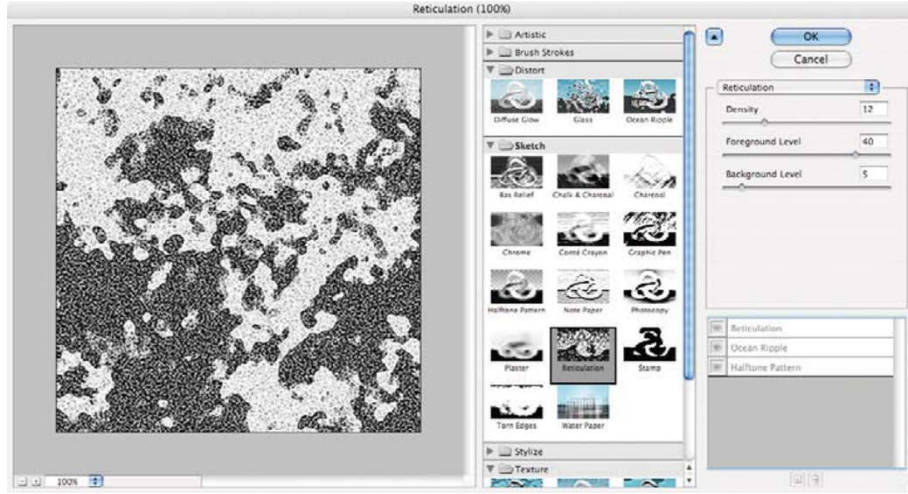 Reticulation (100%)
Artistic
Brush Strokes
Distort
Diffuse Glow
Glass
Ocean Ripple
Sketch
Bas Relief
Chalk & Charcoal
Charcoal
Chrome
Conté Crayon
Graphic Pen
Halftone Pattern
Note Paper
Photocopy
Plaster
Reticulation
Stamp
Torn Edges
Water Paper
Stylize
Texture
100%
OK
Cancel
Reticulation
Density 12
Foreground Level 40
Background Level 5
Reticulation
Ocean Ripple
Halftone Pattern